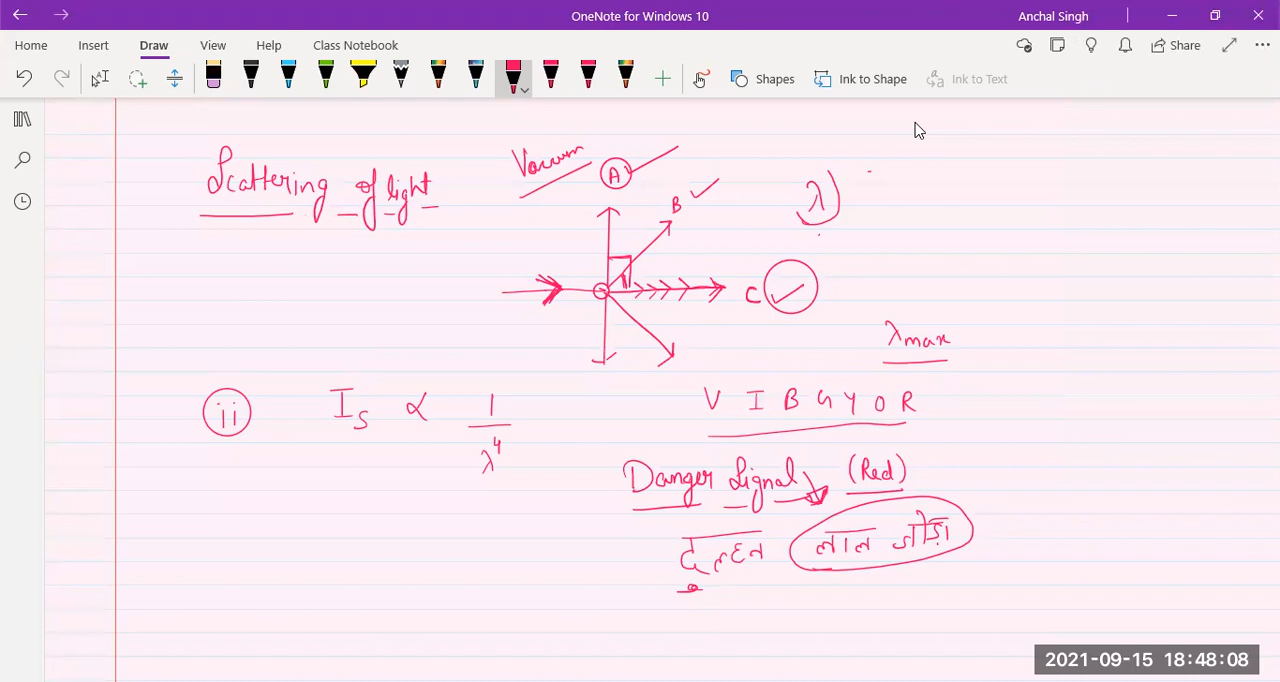 OneNote for Windows 10
Anchal Singh
Home Insert Draw View Help Class Notebook
Share
Shapes Ink to Shape Ink to Text
Scattering of light
Vacuum
A
B
λ
C
λmax
ii
I_S ∝ 1/λ⁴
V I B G Y O R
Danger Signal (Red)
दुल्हन लाल जोड़ा
2021-09-15 18:48:08